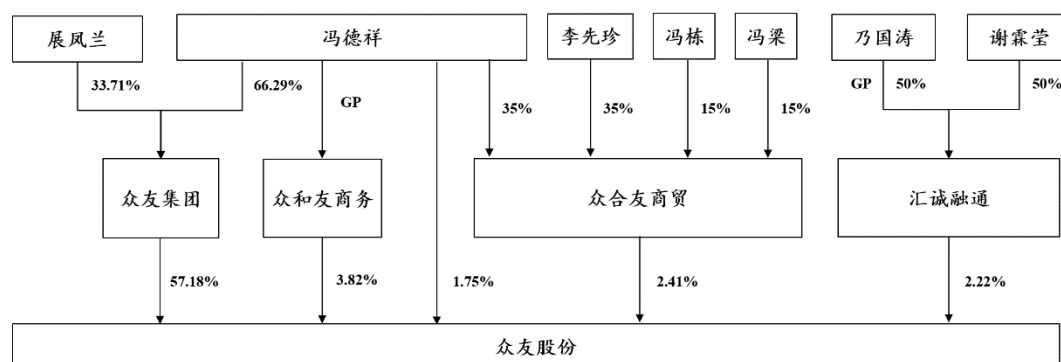 展凤兰
冯德祥
李先珍
冯栋
冯梁
乃国涛
谢霖莹
33.71%
66.29%
GP
35%
35%
15%
15%
GP
50%
50%
众友集团
众和友商务
众合友商贸
汇诚融通
57.18%
3.82%
1.75%
2.41%
2.22%
众友股份